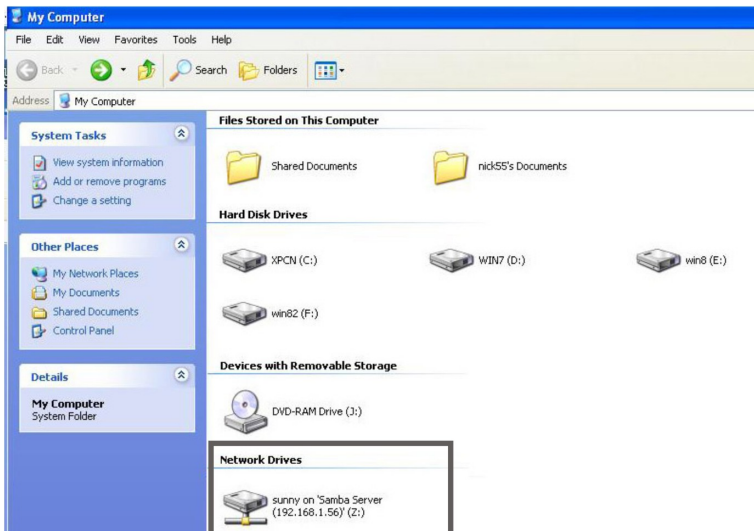 My Computer
File Edit View Favorites Tools Help
Back Search Folders
Address My Computer
System Tasks
View system information
Add or remove programs
Change a setting
Other Places
My Network Places
My Documents
Shared Documents
Control Panel
Details
My Computer
System Folder
Files Stored on This Computer
Shared Documents nick55's Documents
Hard Disk Drives
XPCN (C:) WIN7 (D:) win8 (E:)
win82 (F:)
Devices with Removable Storage
DVD-RAM Drive (J:)
Network Drives
sunny on 'Samba Server
(192.168.1.56)' (Z:)